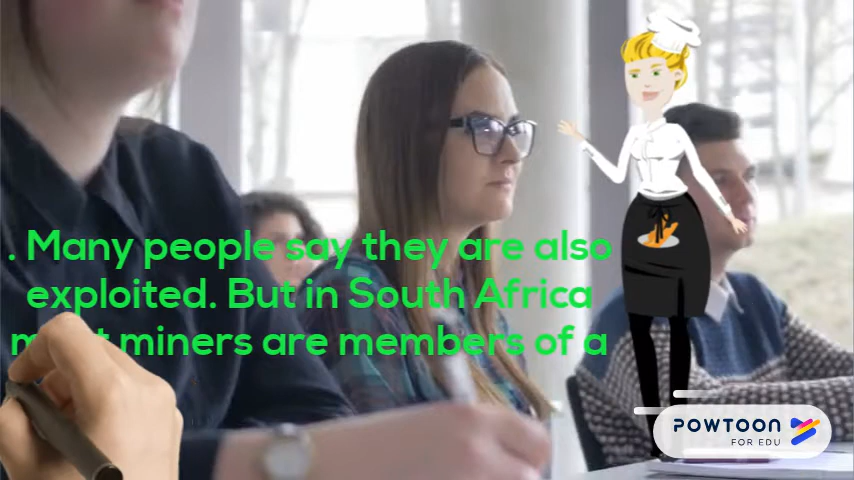 . Many people say they are also
exploited. But in South Africa
miners are members of a
POWTOON
FOR EDU